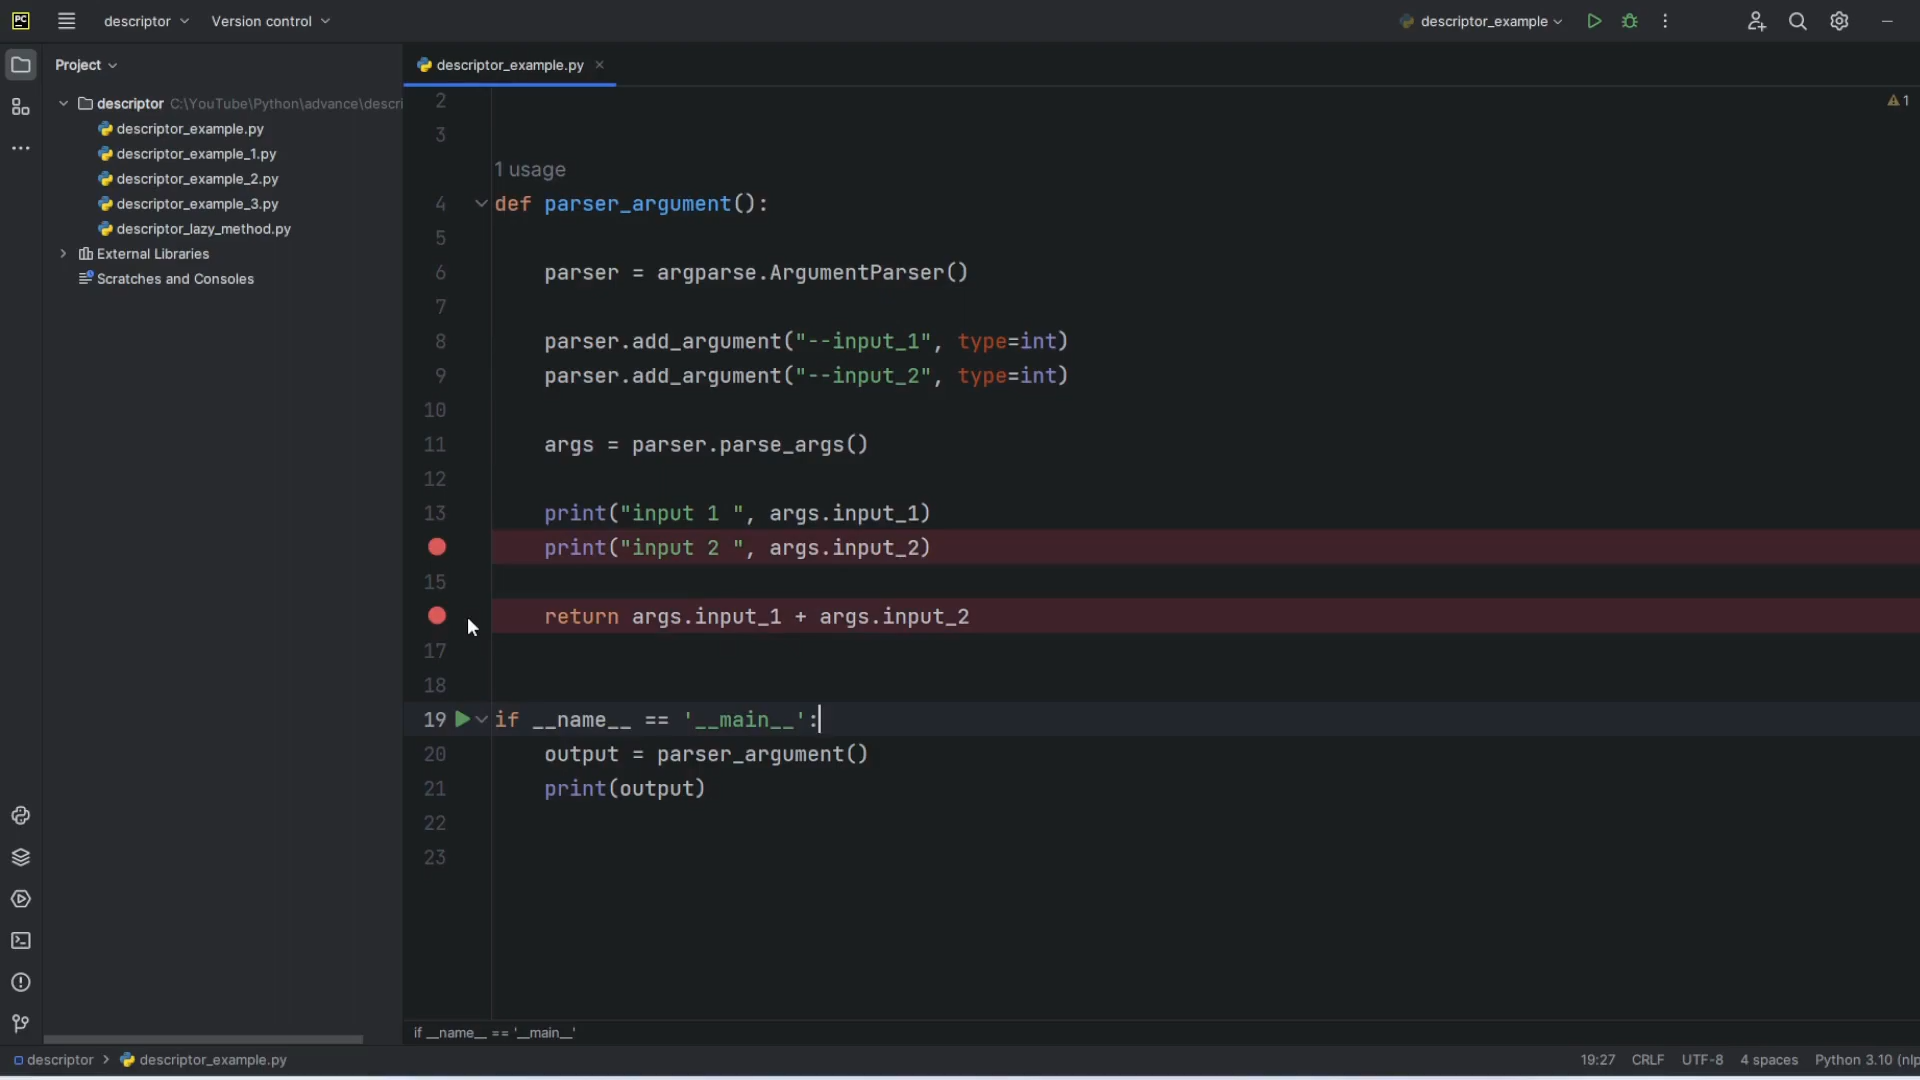 PC
descriptor
Version control
descriptor_example
Project
descriptor_example.py
descriptor C:\YouTube\Python\advance\descri
descriptor_example.py
descriptor_example_1.py
descriptor_example_2.py
descriptor_example_3.py
descriptor_lazy_method.py
External Libraries
Scratches and Consoles
1
2
3
1 usage
4 def parser_argument():
5
6 parser = argparse.ArgumentParser()
7
8 parser.add_argument("--input_1", type=int)
9 parser.add_argument("--input_2", type=int)
10
11 args = parser.parse_args()
12
13 print("input 1 ", args.input_1)
print("input 2 ", args.input_2)
15
return args.input_1 + args.input_2
17
18
19 if __name__ == '__main__':
20 output = parser_argument()
21 print(output)
22
23
if __name__ == '__main__'
descriptor > descriptor_example.py
19:27 CRLF UTF-8 4 spaces Python 3.10 (nlp